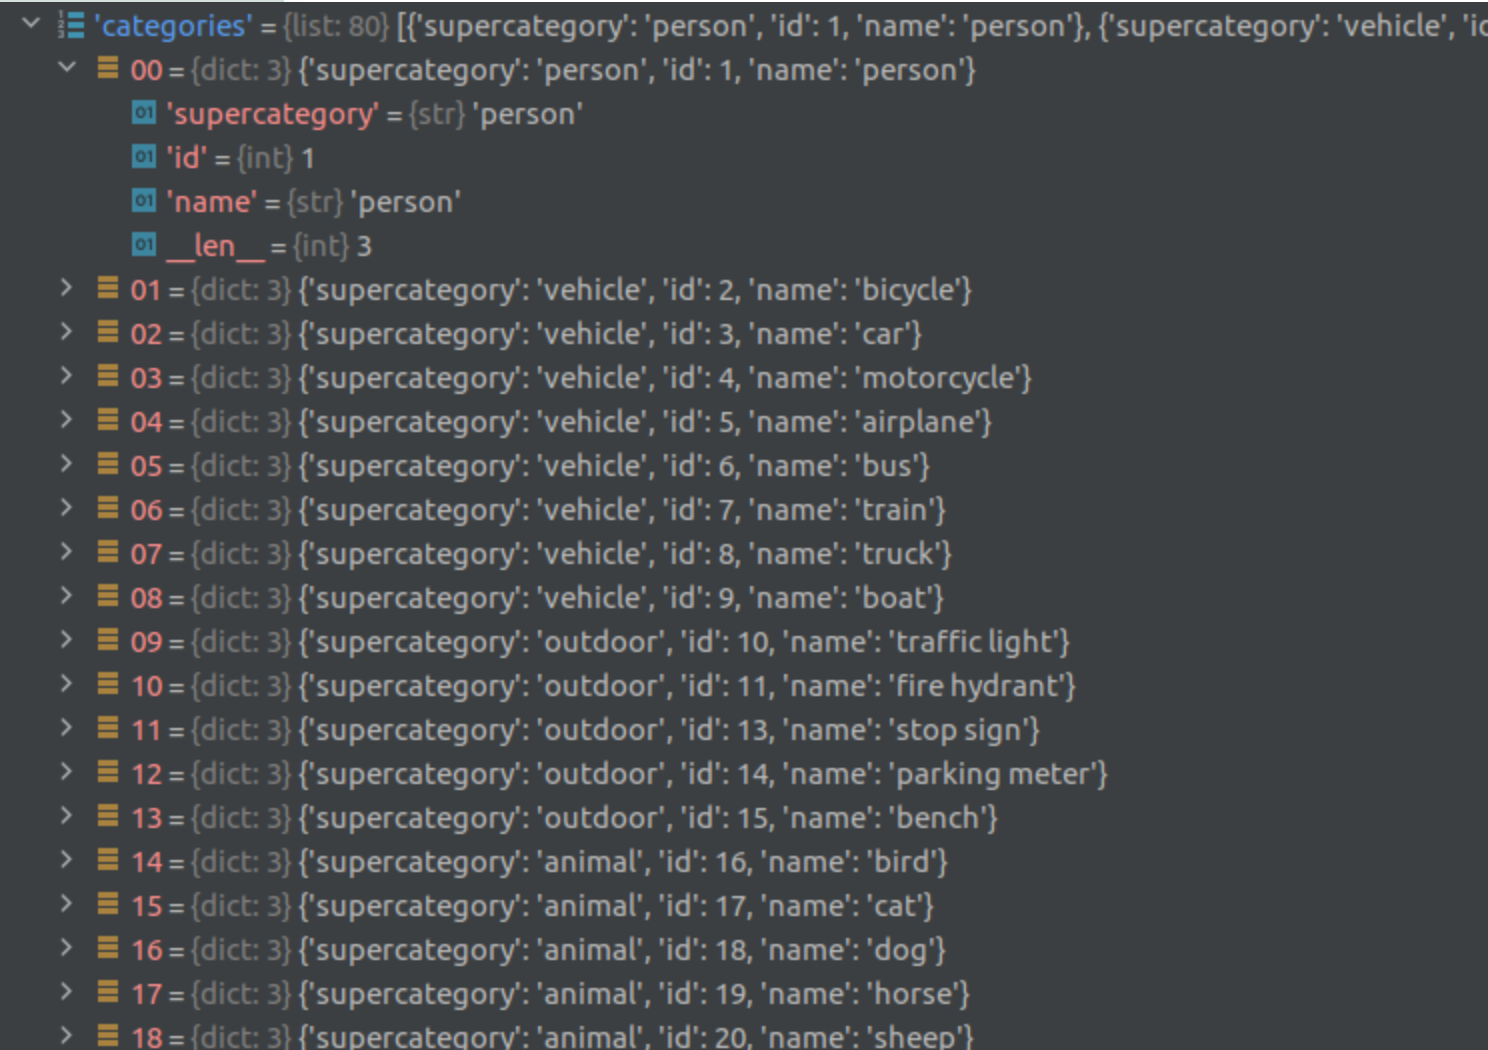 'categories' = {list: 80} [{'supercategory': 'person', 'id': 1, 'name': 'person'}, {'supercategory': 'vehicle', 'id
00 = {dict: 3} {'supercategory': 'person', 'id': 1, 'name': 'person'}
01 'supercategory' = {str} 'person'
01 'id' = {int} 1
01 'name' = {str} 'person'
01 __len__ = {int} 3
01 = {dict: 3} {'supercategory': 'vehicle', 'id': 2, 'name': 'bicycle'}
02 = {dict: 3} {'supercategory': 'vehicle', 'id': 3, 'name': 'car'}
03 = {dict: 3} {'supercategory': 'vehicle', 'id': 4, 'name': 'motorcycle'}
04 = {dict: 3} {'supercategory': 'vehicle', 'id': 5, 'name': 'airplane'}
05 = {dict: 3} {'supercategory': 'vehicle', 'id': 6, 'name': 'bus'}
06 = {dict: 3} {'supercategory': 'vehicle', 'id': 7, 'name': 'train'}
07 = {dict: 3} {'supercategory': 'vehicle', 'id': 8, 'name': 'truck'}
08 = {dict: 3} {'supercategory': 'vehicle', 'id': 9, 'name': 'boat'}
09 = {dict: 3} {'supercategory': 'outdoor', 'id': 10, 'name': 'traffic light'}
10 = {dict: 3} {'supercategory': 'outdoor', 'id': 11, 'name': 'fire hydrant'}
11 = {dict: 3} {'supercategory': 'outdoor', 'id': 13, 'name': 'stop sign'}
12 = {dict: 3} {'supercategory': 'outdoor', 'id': 14, 'name': 'parking meter'}
13 = {dict: 3} {'supercategory': 'outdoor', 'id': 15, 'name': 'bench'}
14 = {dict: 3} {'supercategory': 'animal', 'id': 16, 'name': 'bird'}
15 = {dict: 3} {'supercategory': 'animal', 'id': 17, 'name': 'cat'}
16 = {dict: 3} {'supercategory': 'animal', 'id': 18, 'name': 'dog'}
17 = {dict: 3} {'supercategory': 'animal', 'id': 19, 'name': 'horse'}
18 = {dict: 3} {'supercategory': 'animal', 'id': 20, 'name': 'sheep'}